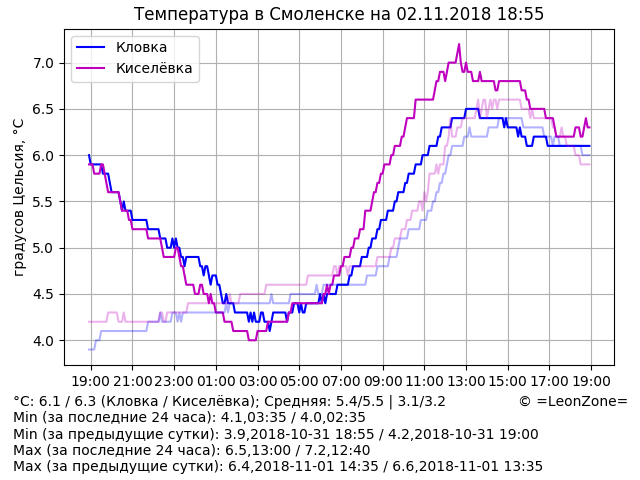 Температура в Смоленске на 02.11.2018 18:55
Кловка
Киселёвка
градусов Цельсия, °C
7.0
6.5
6.0
5.5
5.0
4.5
4.0
19:00 21:00 23:00 01:00 03:00 05:00 07:00 09:00 11:00 13:00 15:00 17:00 19:00
°C: 6.1 / 6.3 (Кловка / Киселёвка); Средняя: 5.4/5.5 | 3.1/3.2 © =LeonZone=
Min (за последние 24 часа): 4.1,03:35 / 4.0,02:35
Min (за предыдущие сутки): 3.9,2018-10-31 18:55 / 4.2,2018-10-31 19:00
Max (за последние 24 часа): 6.5,13:00 / 7.2,12:40
Max (за предыдущие сутки): 6.4,2018-11-01 14:35 / 6.6,2018-11-01 13:35